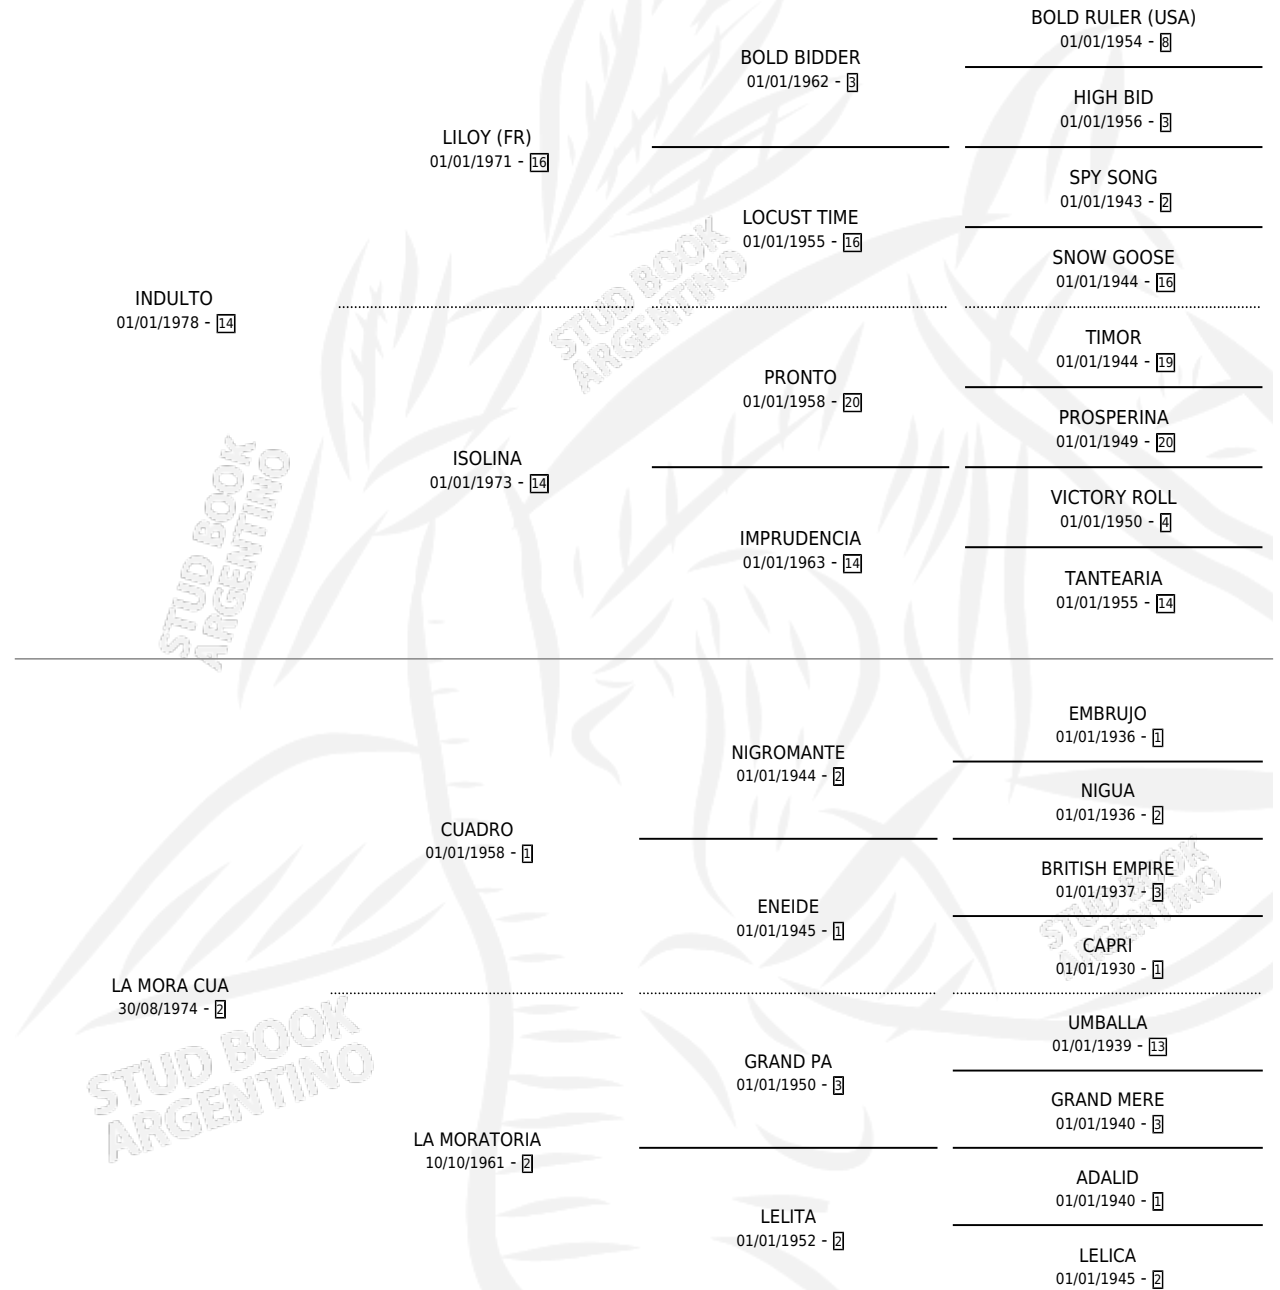 BOLD RULER (USA)
01/01/1954 - 8
BOLD BIDDER
01/01/1962 - 3
HIGH BID
01/01/1956 - 3
LILOY (FR)
01/01/1971 - 16
SPY SONG
01/01/1943 - 2
LOCUST TIME
01/01/1955 - 16
SNOW GOOSE
01/01/1944 - 16
INDULTO
01/01/1978 - 14
TIMOR
01/01/1944 - 19
PRONTO
01/01/1958 - 20
PROSPERINA
01/01/1949 - 20
ISOLINA
01/01/1973 - 14
VICTORY ROLL
01/01/1950 - 4
IMPRUDENCIA
01/01/1963 - 14
TANTEARIA
01/01/1955 - 14
EMBRUJO
01/01/1936 - 1
NIGROMANTE
01/01/1944 - 2
NIGUA
01/01/1936 - 2
CUADRO
01/01/1958 - 1
BRITISH EMPIRE
01/01/1937 - 3
ENEIDE
01/01/1945 - 1
CAPRI
01/01/1930 - 1
LA MORA CUA
30/08/1974 - 2
UMBALLA
01/01/1939 - 13
GRAND PA
01/01/1950 - 3
GRAND MERE
01/01/1940 - 3
LA MORATORIA
10/10/1961 - 2
ADALID
01/01/1940 - 1
LELITA
01/01/1952 - 2
LELICA
01/01/1945 - 2
STUD BOOK
ARGENTINO
STUD BOOK
ARGENTINO
STUD BOOK
ARGENTINO
STUD BOOK
ARGENTINO